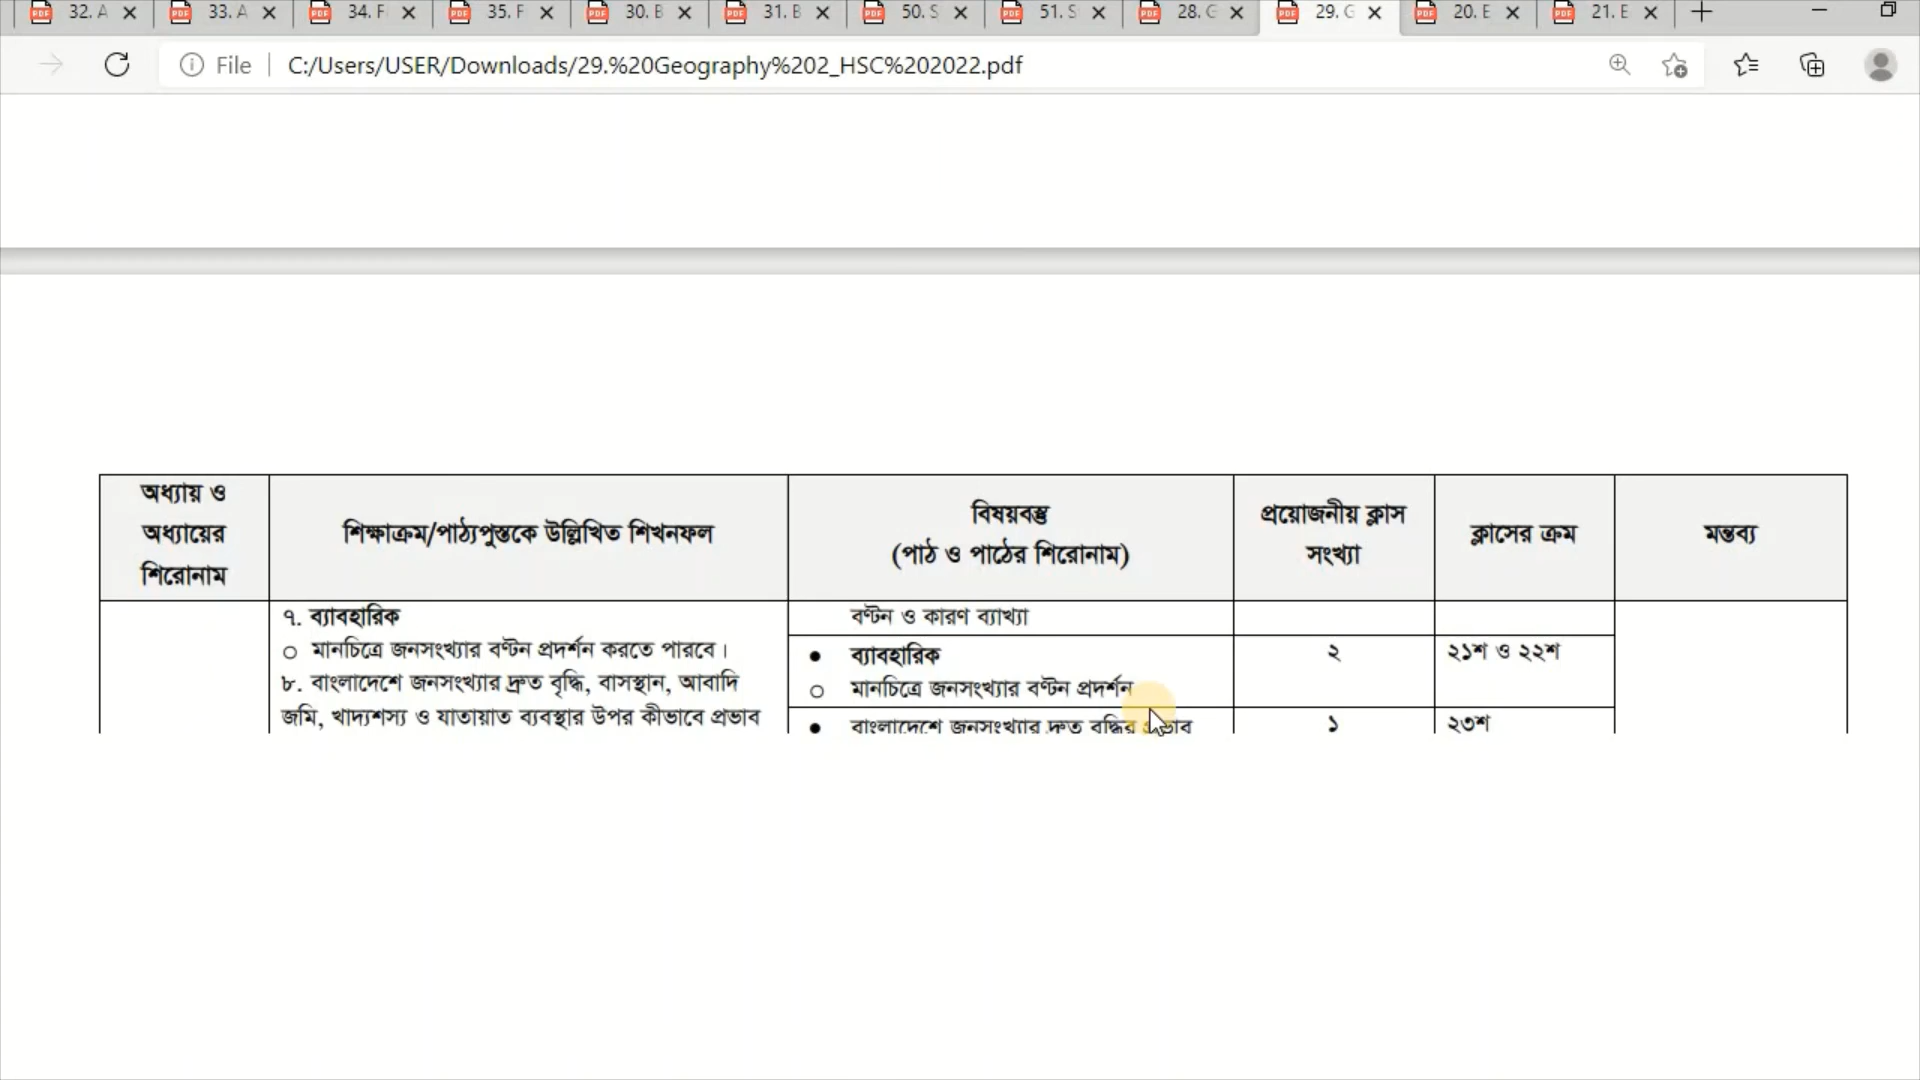 32. A
33. A
34. F
35. F
30. B
31. B
50. S
51. S
28. G
29. G
20. E
21. E
File
C:/Users/USER/Downloads/29.%20Geography%202_HSC%202022.pdf
অধ্যায় ও
অধ্যায়ের
শিরোনাম
শিক্ষাক্রম/পাঠ্যপুস্তকে উল্লিখিত শিখনফল
বিষয়বস্তু
(পাঠ ও পাঠের শিরোনাম)
প্রয়োজনীয় ক্লাস
সংখ্যা
ক্লাসের ক্রম
মন্তব্য
৭. ব্যাবহারিক
○ মানচিত্রে জনসংখ্যার বণ্টন প্রদর্শন করতে পারবে।
৮. বাংলাদেশে জনসংখ্যার দ্রুত বৃদ্ধি, বাসস্থান, আবাদি
জমি, খাদ্যশস্য ও যাতায়াত ব্যবস্থার উপর কীভাবে প্রভাব
বণ্টন ও কারণ ব্যাখ্যা
● ব্যাবহারিক
○ মানচিত্রে জনসংখ্যার বণ্টন প্রদর্শন
২
২১শ ও ২২শ
● বাংলাদেশে জনসংখ্যার দ্রুত বৃদ্ধির প্রভাব
১
২৩শ